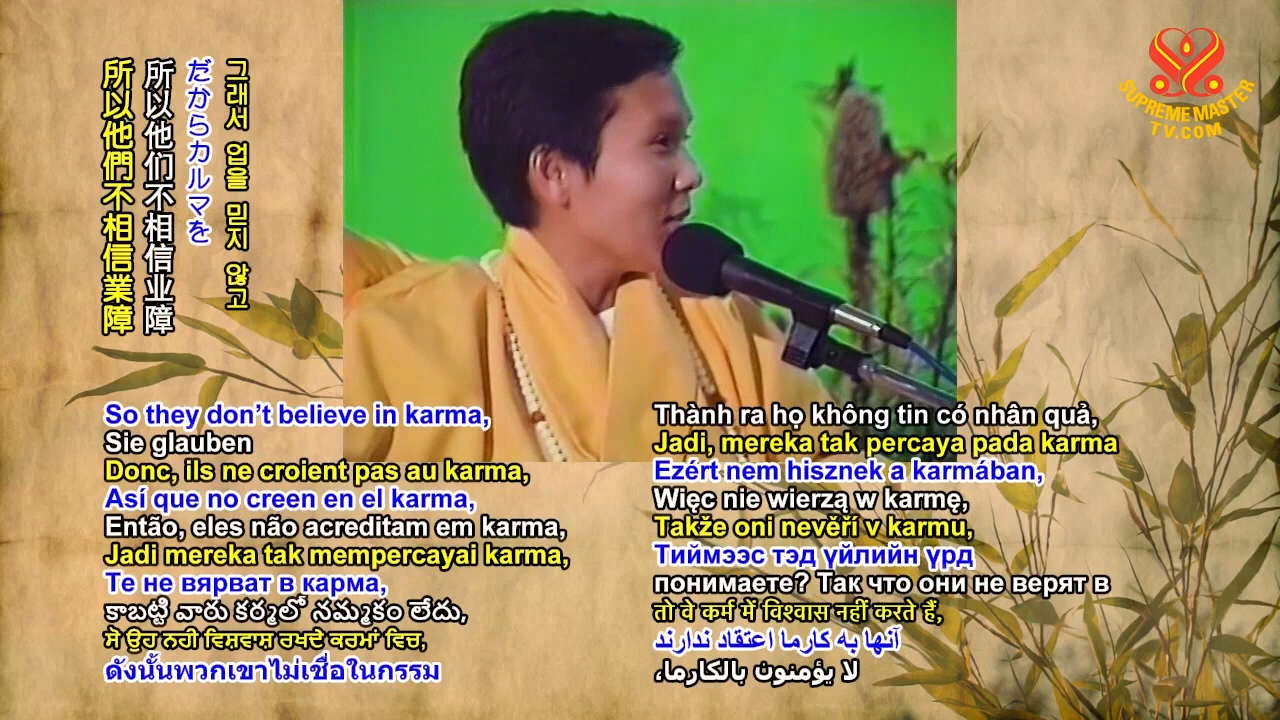 所以他們不相信業障
所以他们不相信业障
だからカルマを
그래서 업을 믿지 않고
SUPREME MASTER
TV.COM
So they don’t believe in karma,
Sie glauben
Donc, ils ne croient pas au karma,
Así que no creen en el karma,
Então, eles não acreditam em karma,
Jadi mereka tak mempercayai karma,
Те не вярват в карма,
కాబట్టి వారు కర్మలో నమ్మకం లేదు,
ਸੋ ਉਹ ਨਹੀ ਵਿਸ਼ਵਾਸ਼ ਰਖਦੇ ਕਰਮਾਂ ਵਿਚ,
ดังนั้นพวกเขาไม่เชื่อในกรรม
Thành ra họ không tin có nhân quả,
Jadi, mereka tak percaya pada karma
Ezért nem hisznek a karmában,
Więc nie wierzą w karmę,
Takže oni nevěří v karmu,
Тиймээс тэд үйлийн үрд
понимаете? Так что они не верят в
तो वे कर्म में विश्वास नहीं करते हैं,
آنها به کارما اعتقاد ندارند
لا يؤمنون بالكارما،